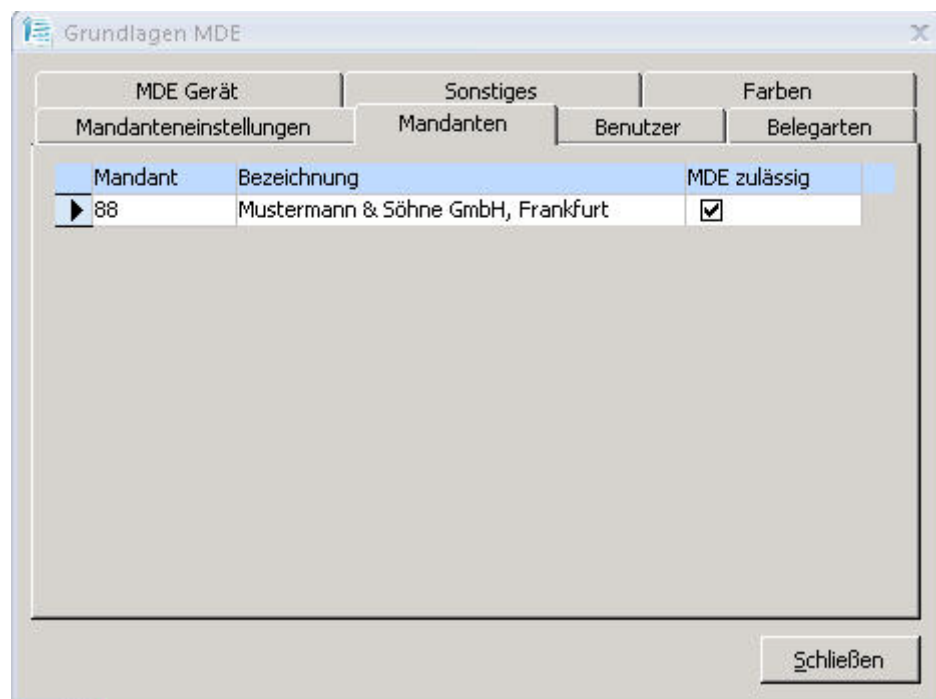 Grundlagen MDE
MDE Gerät Sonstiges Farben
Mandanteneinstellungen Mandanten Benutzer Belegarten
Mandant Bezeichnung MDE zulässig
88 Mustermann & Söhne GmbH, Frankfurt
Schließen